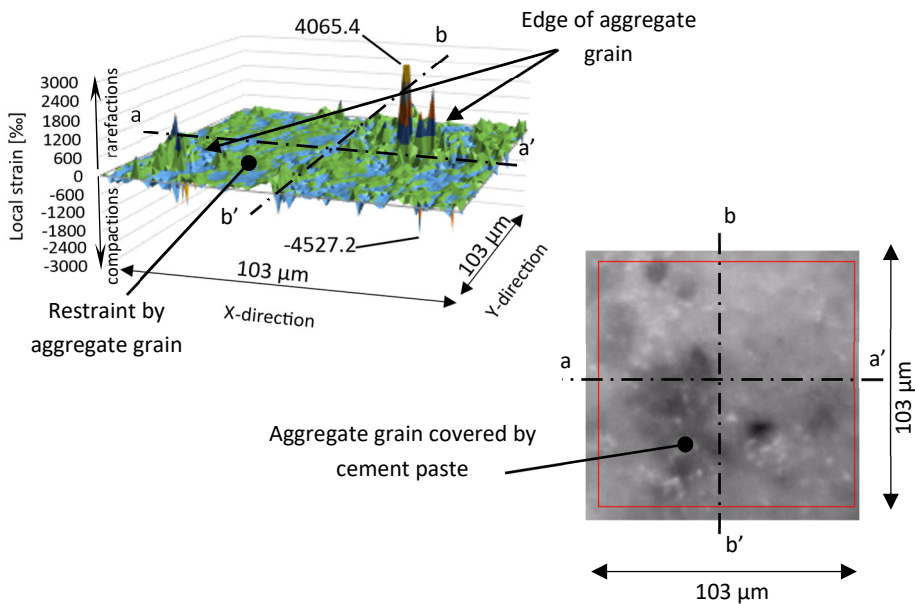 4065.4
b
Edge of aggregate
grain
Local strain [‰]
rarefactions
compactions
3000
2400
1800
1200
600
0
-600
-1200
-1800
-2400
-3000
a
a'
b'
-4527.2
103 µm
X-direction
103 µm
Y-direction
Restraint by
aggregate grain
b
a
a'
103 µm
Aggregate grain covered by
cement paste
b'
103 µm